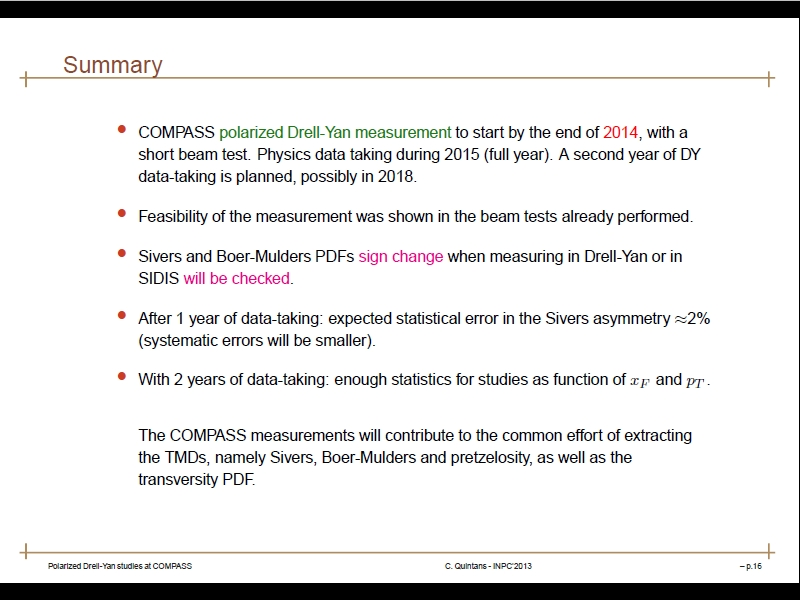 Summary
COMPASS polarized Drell-Yan measurement to start by the end of 2014, with a
short beam test. Physics data taking during 2015 (full year). A second year of DY
data-taking is planned, possibly in 2018.
Feasibility of the measurement was shown in the beam tests already performed.
Sivers and Boer-Mulders PDFs sign change when measuring in Drell-Yan or in
SIDIS will be checked.
After 1 year of data-taking: expected statistical error in the Sivers asymmetry ≈2%
(systematic errors will be smaller).
With 2 years of data-taking: enough statistics for studies as function of x_F and p_T.
The COMPASS measurements will contribute to the common effort of extracting
the TMDs, namely Sivers, Boer-Mulders and pretzelosity, as well as the
transversity PDF.
Polarized Drell-Yan studies at COMPASS C. Quintans - INPC'2013 – p.16